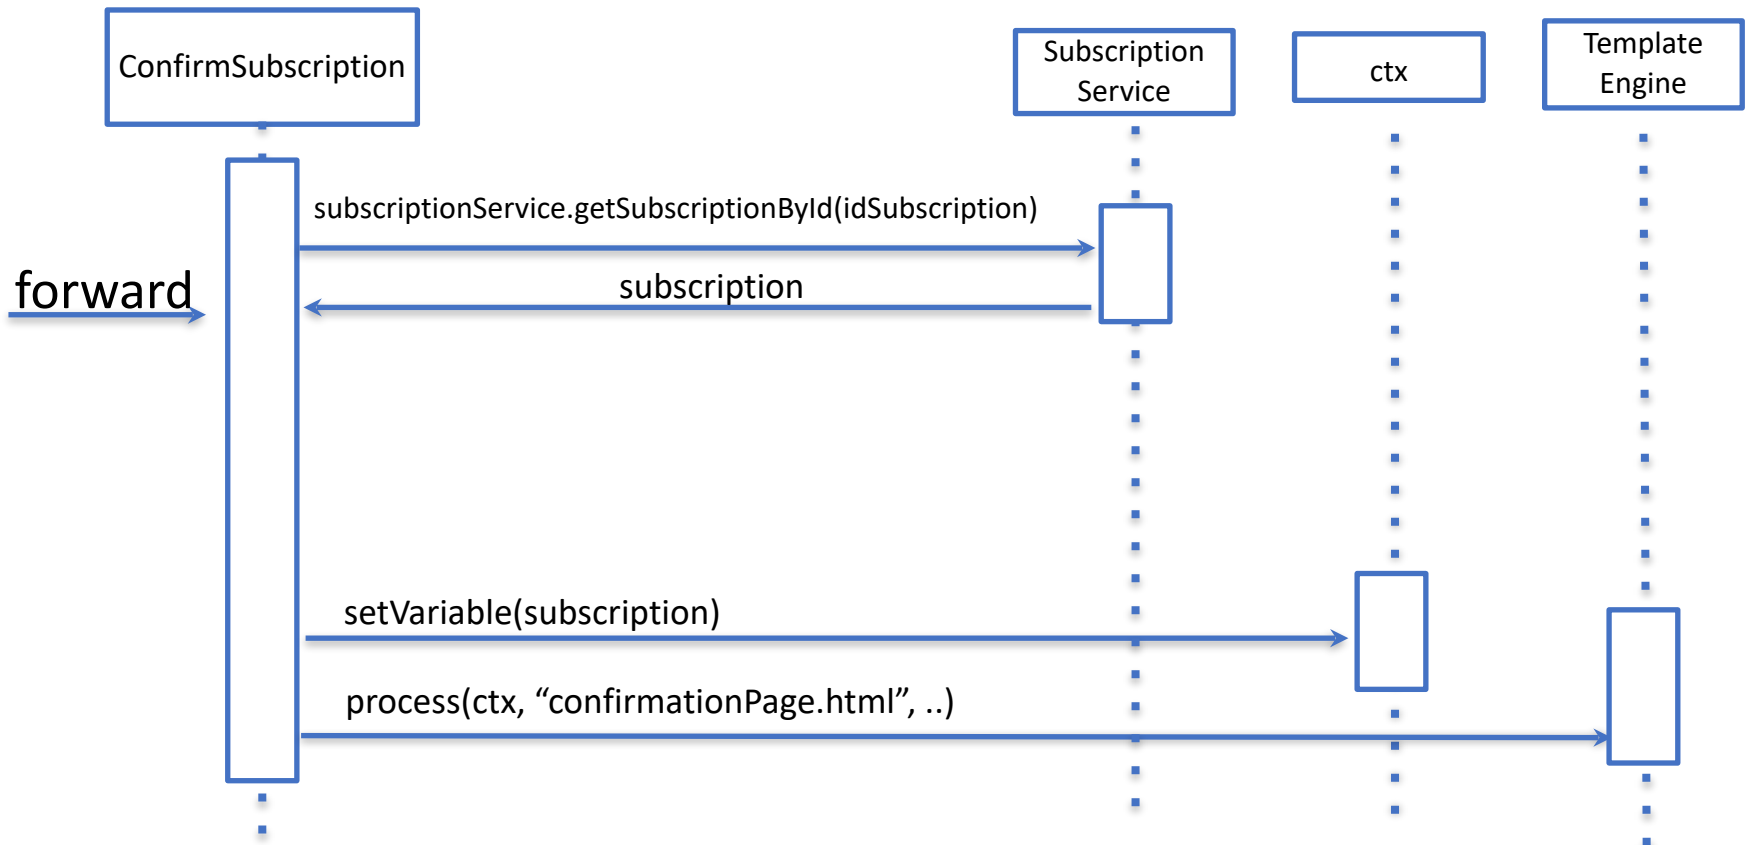 ConfirmSubscription
Subscription
Service
ctx
Template
Engine
subscriptionService.getSubscriptionById(idSubscription)
forward
subscription
setVariable(subscription)
process(ctx, “confirmationPage.html”, ..)